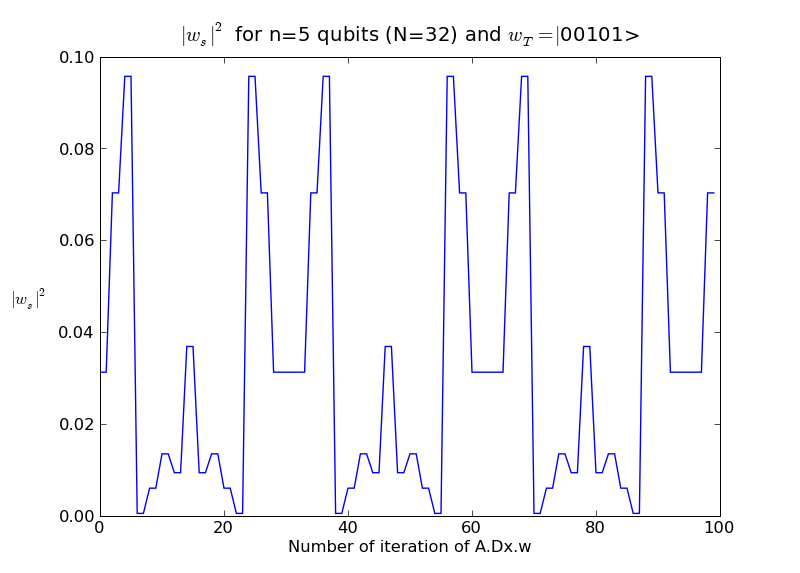 |w_s|^2 for n=5 qubits (N=32) and w_T=|00101>
0.10
0.08
0.06
|w_s|^2
0.04
0.02
0.00
0 20 40 60 80 100
Number of iteration of A.Dx.w